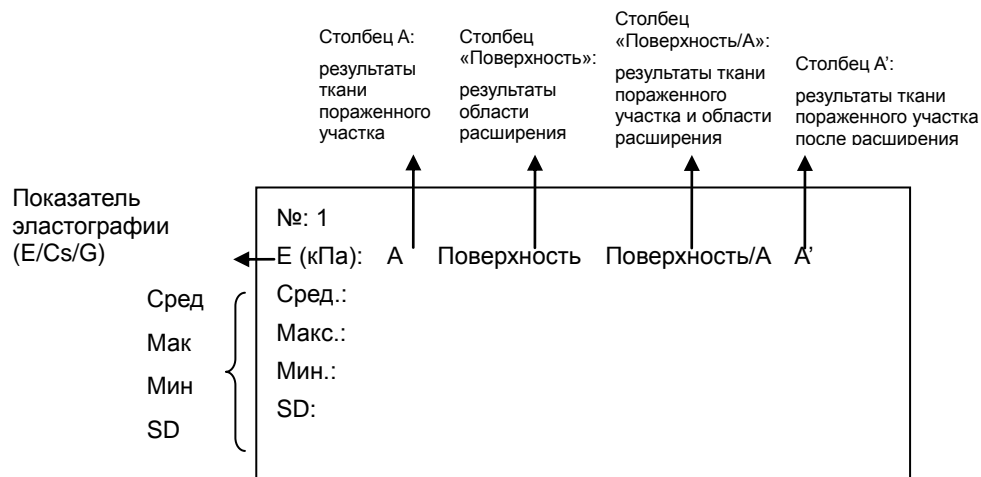 Столбец А:
результаты
ткани
пораженного
участка
Столбец
«Поверхность»:
результаты
области
расширения
Столбец
«Поверхность/А»:
результаты ткани
пораженного
участка и области
расширения
Столбец А’:
результаты ткани
пораженного участка
после расширения
Показатель
эластографии
(E/Cs/G)
№: 1
E (кПа): А Поверхность Поверхность/А А’
Сред.:
Макс.:
Мин.:
SD:
Сред
Мак
Мин
SD